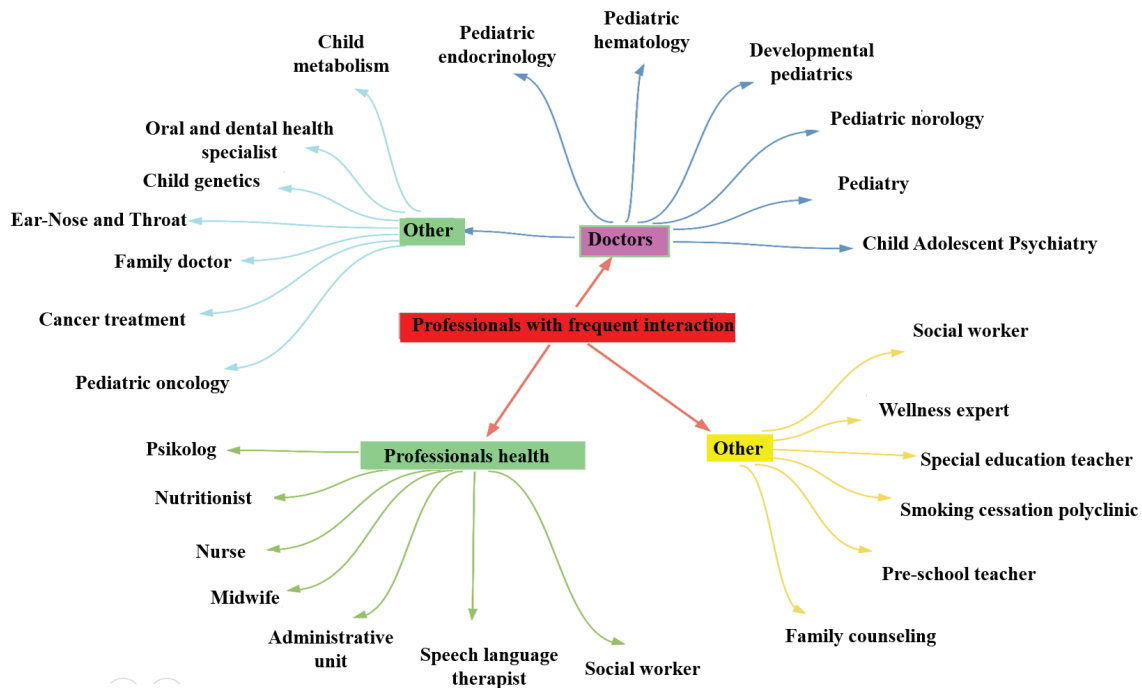 Child
metabolism
Pediatric
endocrinology
Pediatric
hematology
Developmental
pediatrics
Oral and dental health
specialist
Pediatric norology
Child genetics
Pediatry
Ear-Nose and Throat
Other
Doctors
Child Adolescent Psychiatry
Family doctor
Cancer treatment
Professionals with frequent interaction
Social worker
Pediatric oncology
Wellness expert
Psikolog
Professionals health
Other
Special education teacher
Nutritionist
Smoking cessation polyclinic
Nurse
Pre-school teacher
Midwife
Administrative
unit
Speech language
therapist
Social worker
Family counseling